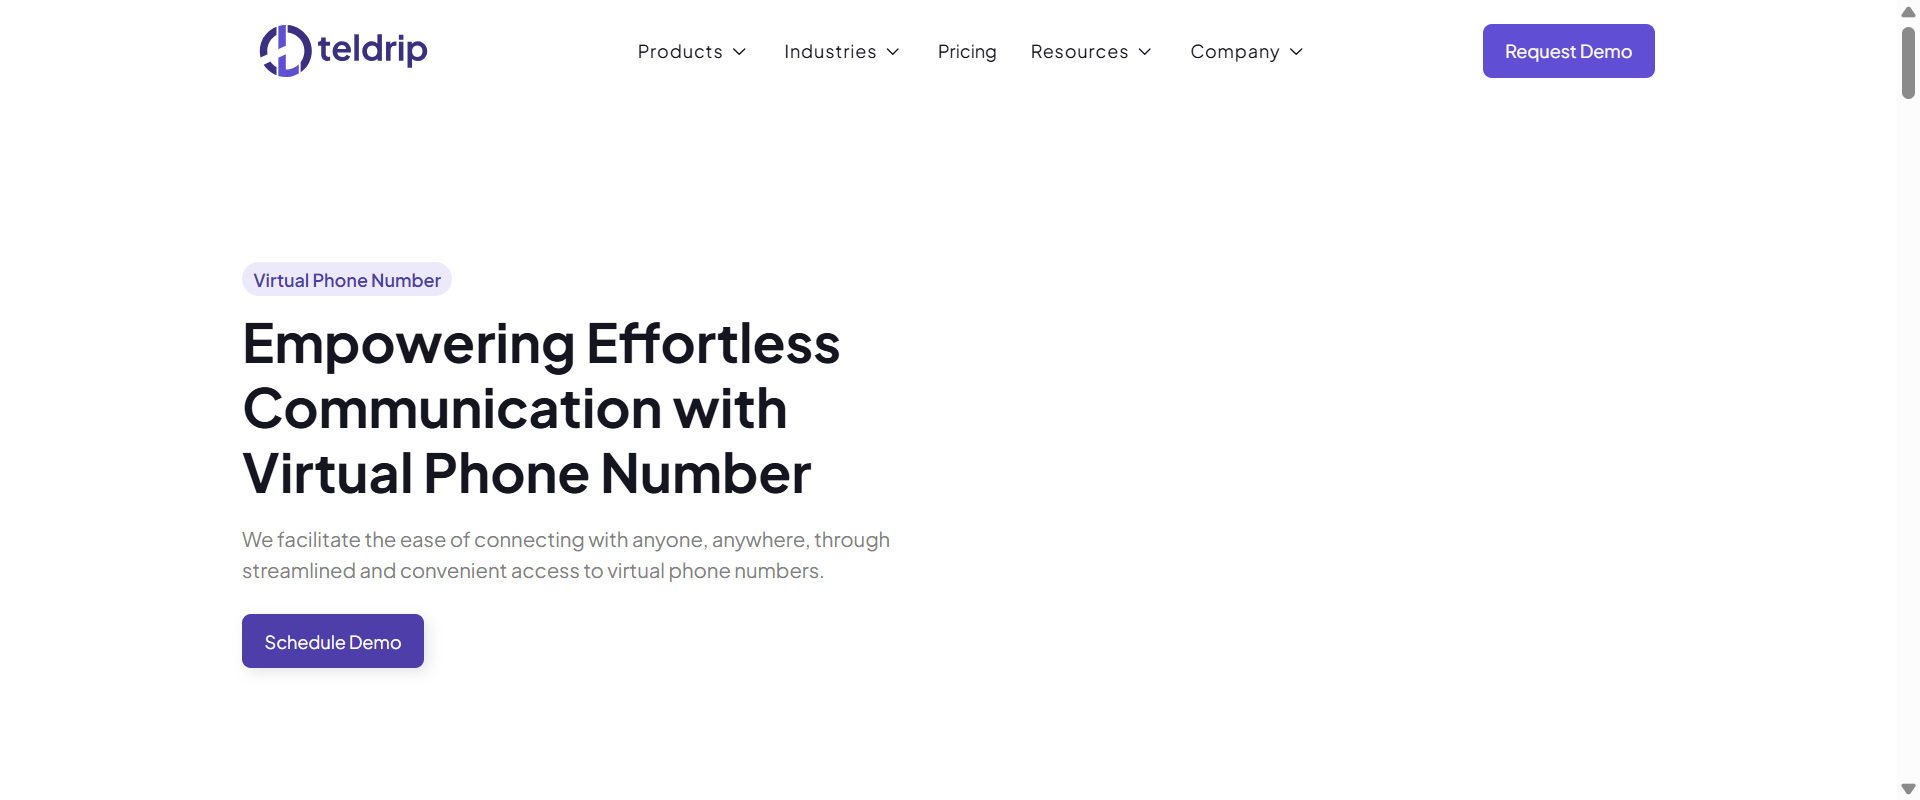 teldrip
Products
Industries
Pricing
Resources
Company
Request Demo
Virtual Phone Number
Empowering Effortless
Communication with
Virtual Phone Number
We facilitate the ease of connecting with anyone, anywhere, through
streamlined and convenient access to virtual phone numbers.
Schedule Demo